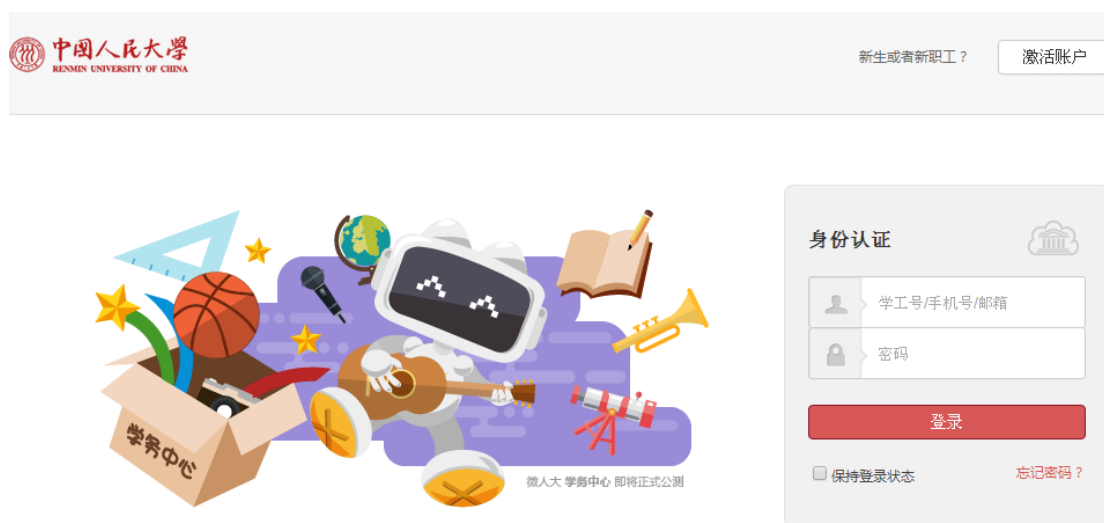 中国人民大學
RENMIN UNIVERSITY OF CHINA
新生或者新职工？
激活账户
身份认证
学工号/手机号/邮箱
密码
登录
保持登录状态
忘记密码？
学务中心
微人大 学务中心 即将正式公测